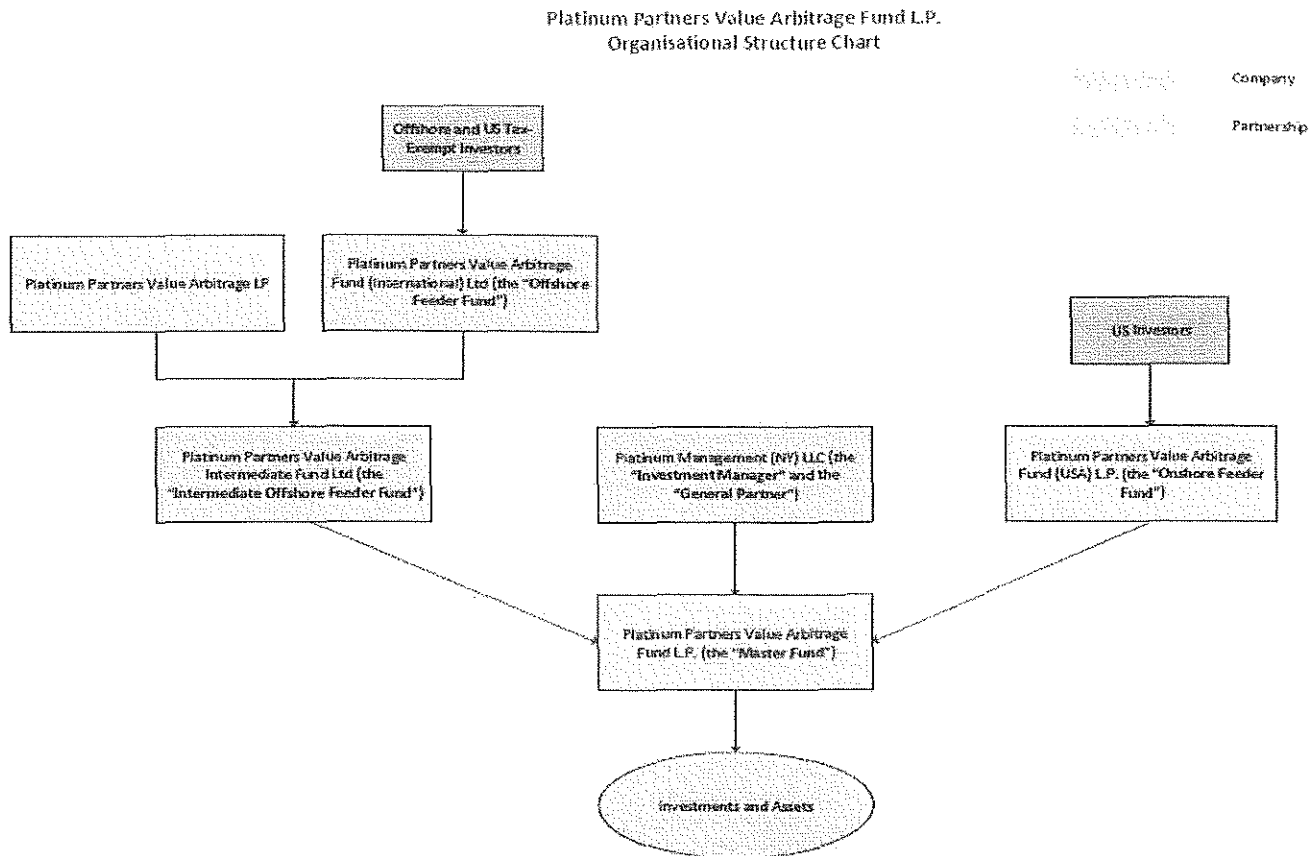 Platinum Partners Value Arbitrage Fund L.P.
Organisational Structure Chart
Company
Partnership
Offshore and US Tax-
Exempt Investors
Platinum Partners Value Arbitrage LP
Platinum Partners Value Arbitrage
Fund (International) Ltd (the "Offshore
Feeder Fund")
US Investors
Platinum Partners Value Arbitrage
Intermediate Fund Ltd (the
"Intermediate Offshore Feeder Fund")
Platinum Management (NY) LLC (the
"Investment Manager" and the
"General Partner")
Platinum Partners Value Arbitrage
Fund (USA) L.P. (the "Onshore Feeder
Fund")
Platinum Partners Value Arbitrage
Fund L.P. (the "Master Fund")
Investments and Assets